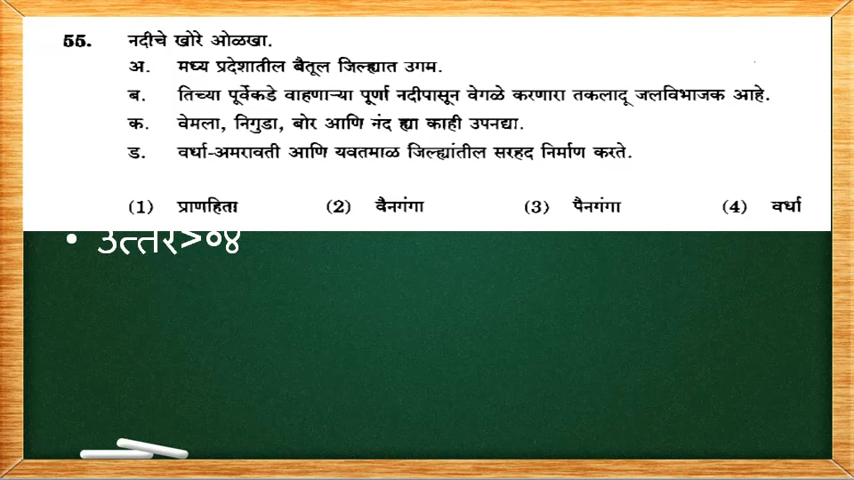 55. नदीचे खोरे ओळखा.
अ. मध्य प्रदेशातील बैतूल जिल्ह्यात उगम.
ब. तिच्या पूर्वेकडे वाहणाऱ्या पूर्णा नदीपासून वेगळे करणारा तकलादू जलविभाजक आहे.
क. वेमला, निगुडा, बोर आणि नंद ह्या काही उपनद्या.
ड. वर्धा-अमरावती आणि यवतमाळ जिल्ह्यांतील सरहद निर्माण करते.
(1) प्राणहिता (2) वैनगंगा (3) पैनगंगा (4) वर्धा
• उत्तर>०४